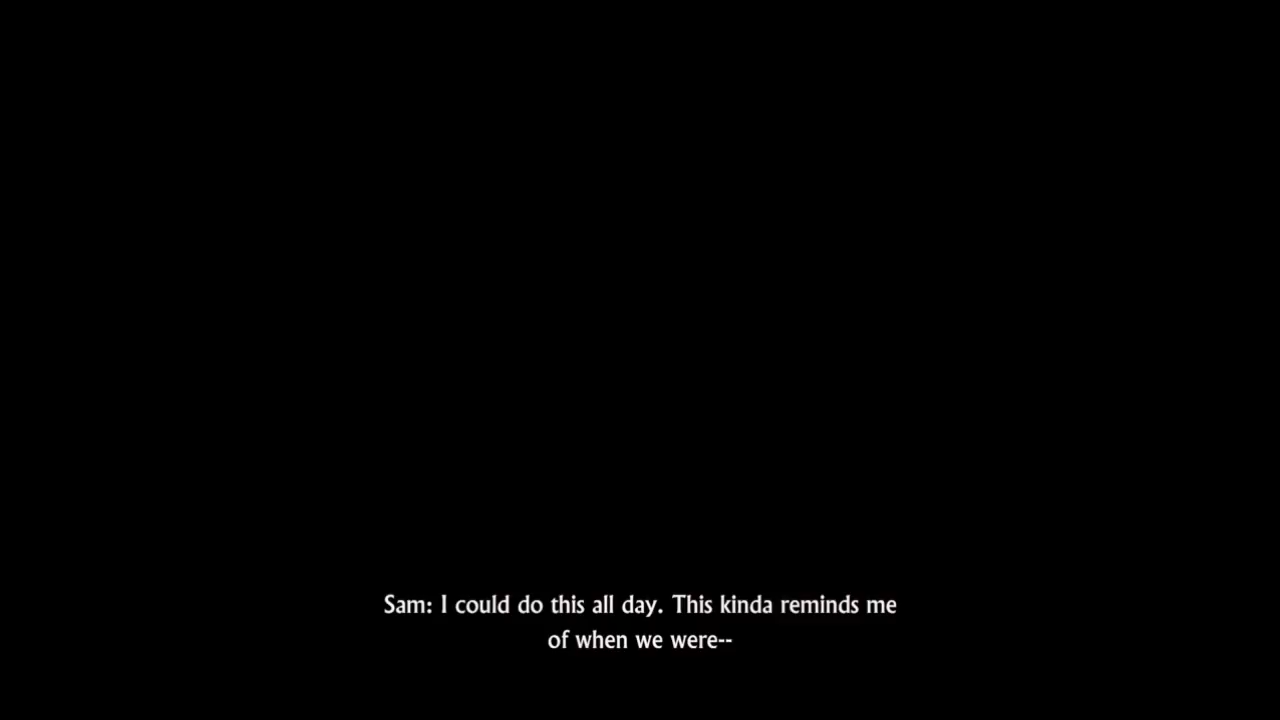 Sam: I could do this all day. This kinda reminds me
of when we were--